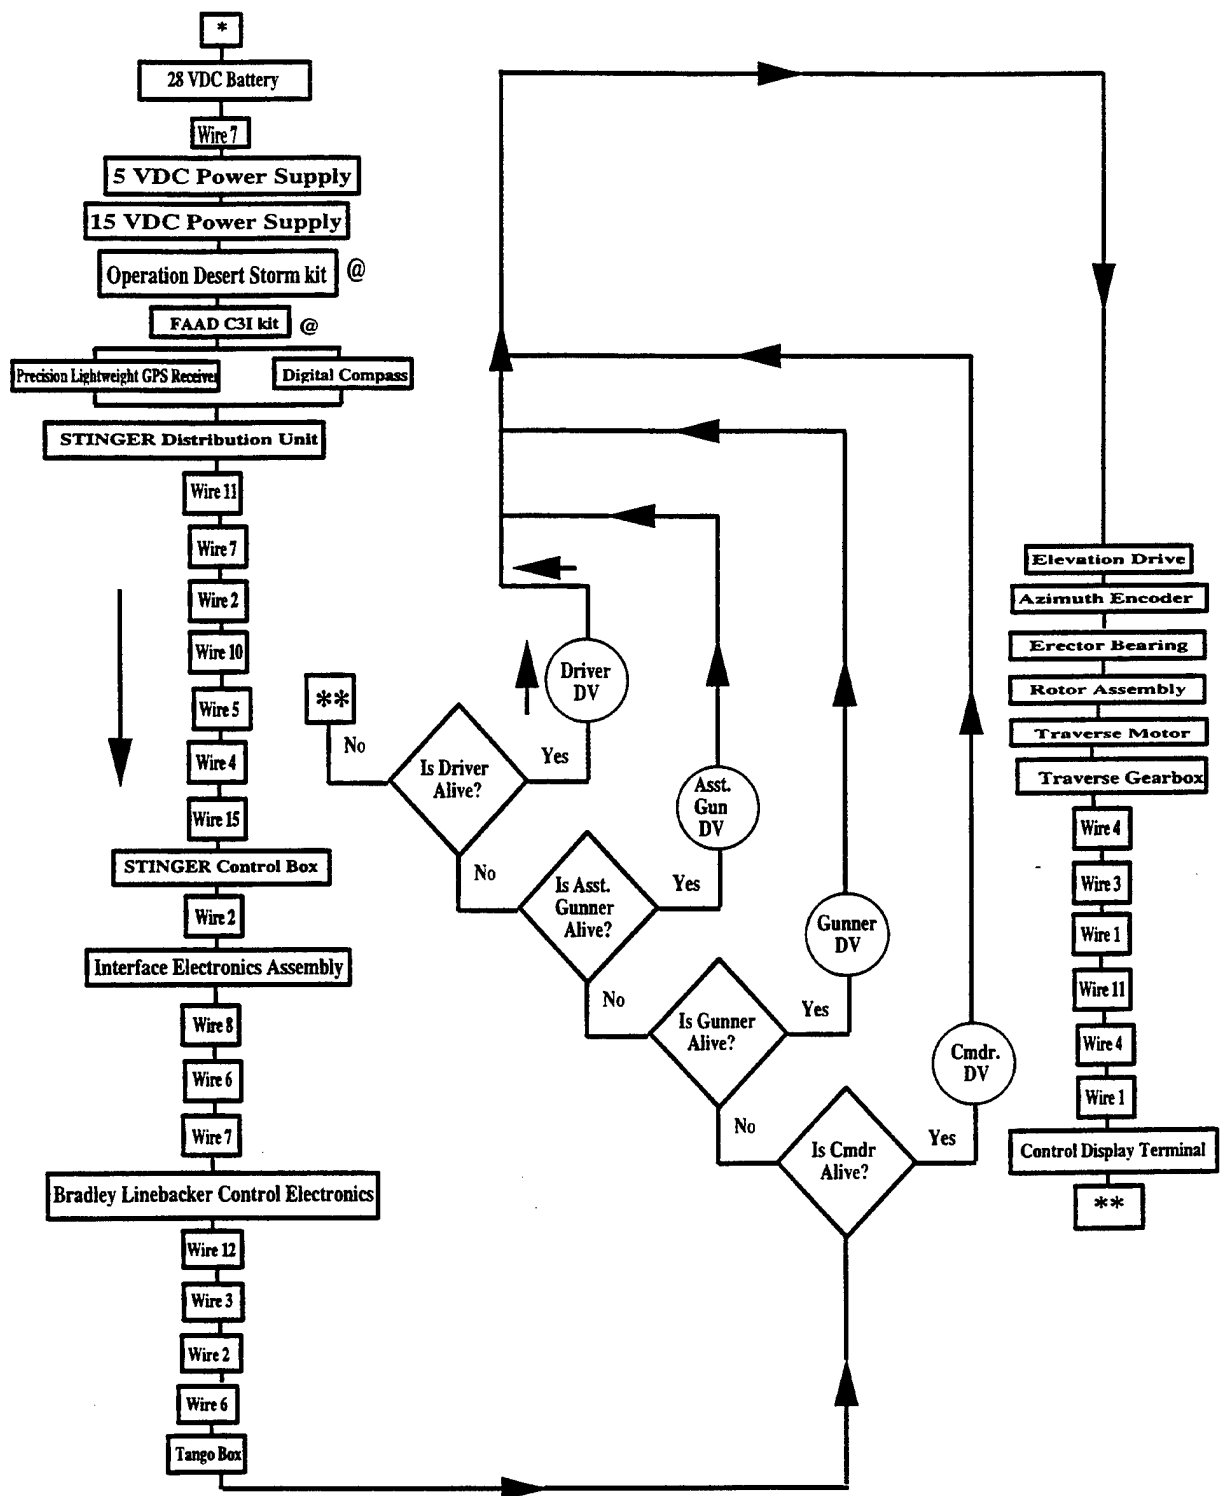 *
28 VDC Battery
Wire 7
5 VDC Power Supply
15 VDC Power Supply
Operation Desert Storm kit @
FAAD C3I kit @
Precision Lightweight GPS Receiver
Digital Compass
STINGER Distribution Unit
Wire 11
Wire 7
Wire 2
Wire 10
Wire 5
Wire 4
Wire 15
STINGER Control Box
Wire 2
Interface Electronics Assembly
Wire 8
Wire 6
Wire 7
Bradley Linebacker Control Electronics
Wire 12
Wire 3
Wire 2
Wire 6
Tango Box
**
No
Is Driver
Alive?
Yes
Driver
DV
No
Is Asst.
Gunner
Alive?
Yes
Asst.
Gun
DV
No
Is Gunner
Alive?
Yes
Gunner
DV
No
Is Cmdr
Alive?
Yes
Cmdr.
DV
Elevation Drive
Azimuth Encoder
Erector Bearing
Rotor Assembly
Traverse Motor
Traverse Gearbox
Wire 4
Wire 3
Wire 1
Wire 11
Wire 4
Wire 1
Control Display Terminal
**